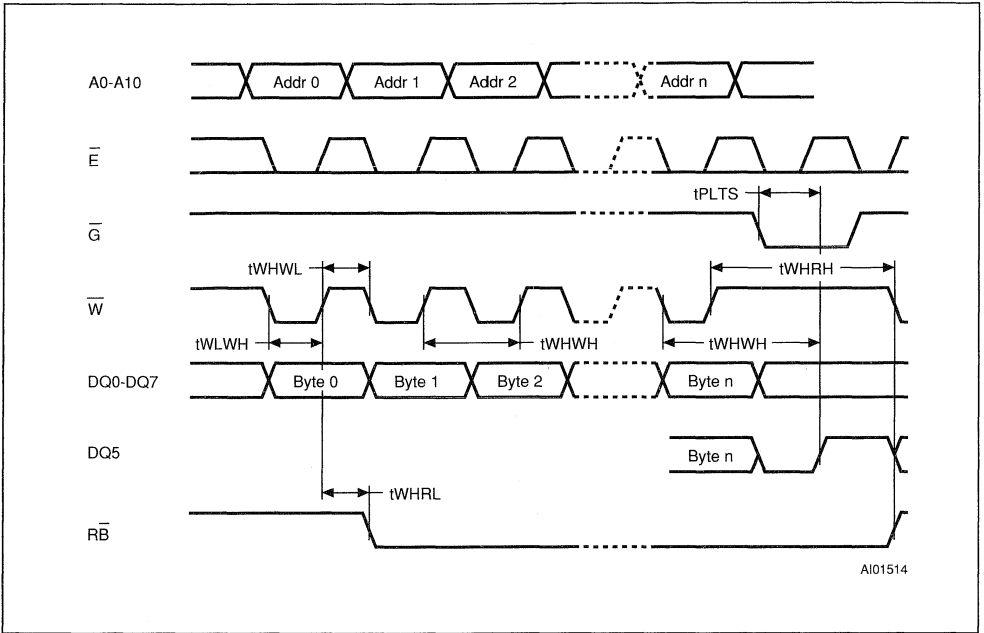 A0-A10 Addr 0 Addr 1 Addr 2 Addr n
E̅
tPLTS
G̅
tWHWL tWHRH
W̅
tWLWH tWHWH tWHWH
DQ0-DQ7 Byte 0 Byte 1 Byte 2 Byte n
DQ5 Byte n
tWHRL
RB̅
AI01514